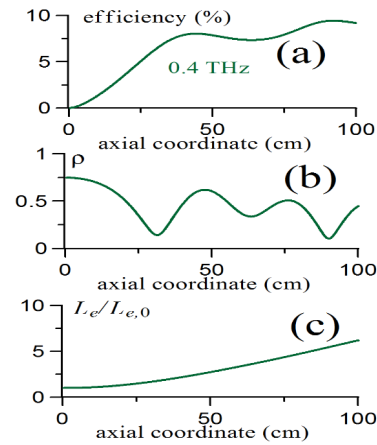 efficiency (%)
10
5
0
(a)
0.4 THz
0
50
100
axial coordinate (cm)
ρ
1
0.5
0
(b)
0
50
100
axial coordinate (cm)
L_e/L_{e,0}
10
5
0
(c)
0
50
100
axial coordinate (cm)